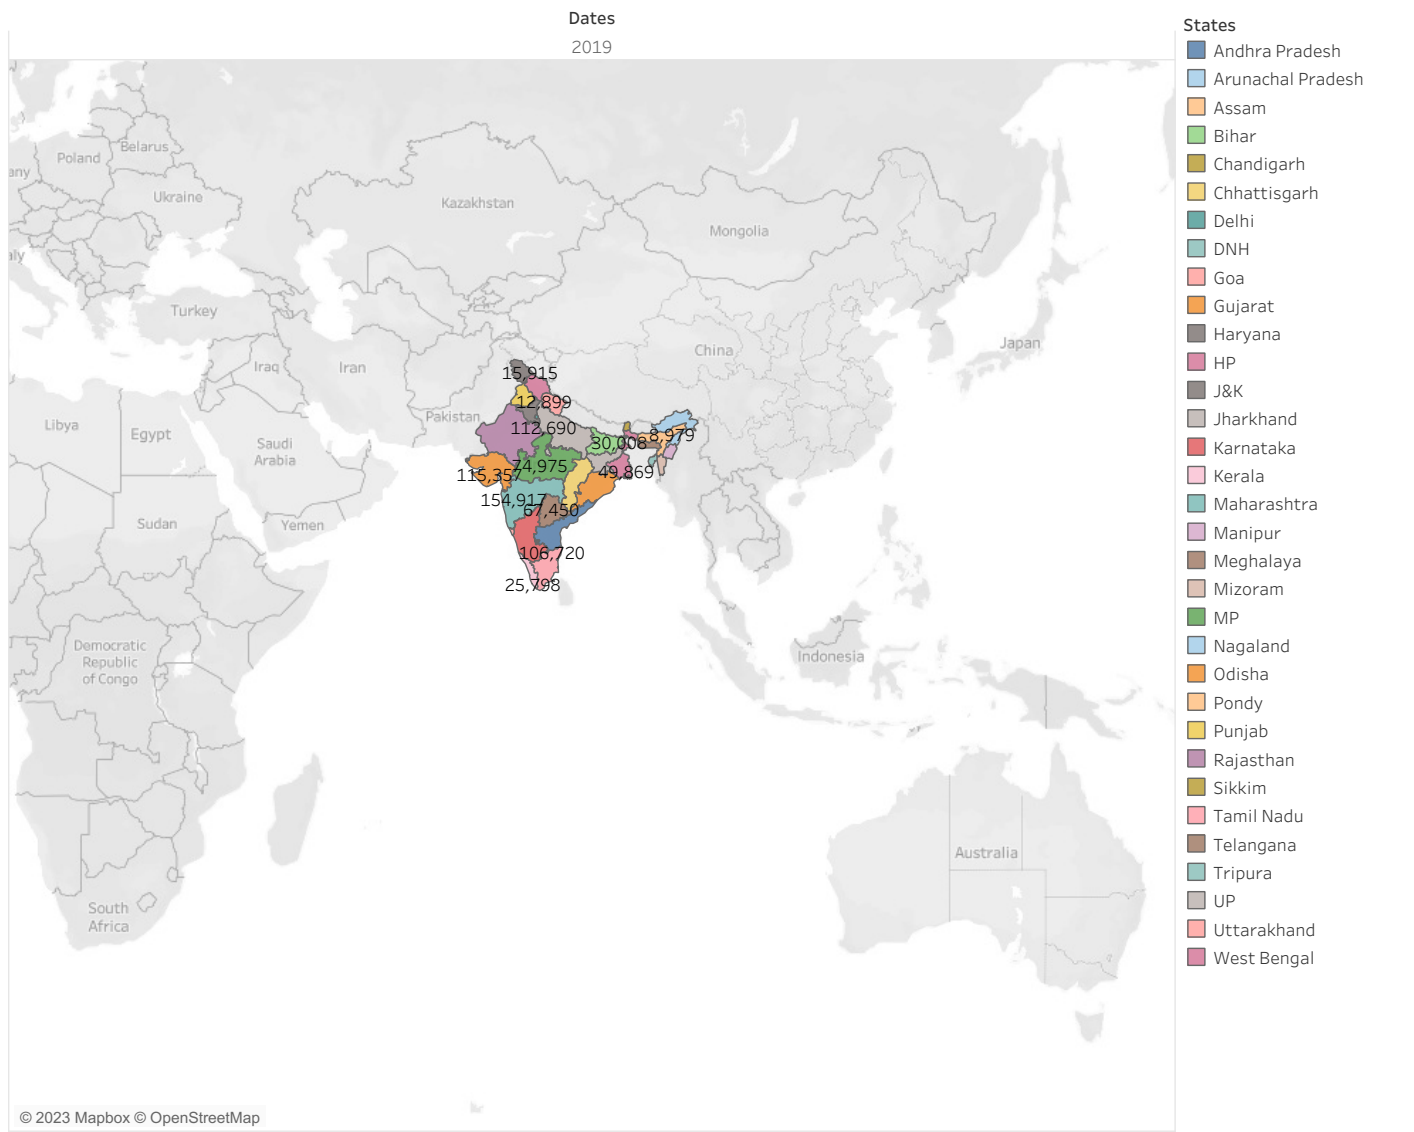 Dates
2019
States
Andhra Pradesh
Arunachal Pradesh
Assam
Bihar
Chandigarh
Chhattisgarh
Delhi
DNH
Goa
Gujarat
Haryana
HP
J&K
Jharkhand
Karnataka
Kerala
Maharashtra
Manipur
Meghalaya
Mizoram
MP
Nagaland
Odisha
Pondy
Punjab
Rajasthan
Sikkim
Tamil Nadu
Telangana
Tripura
UP
Uttarakhand
West Bengal
Belarus
Poland
any
Ukraine
Kazakhstan
Mongolia
aly
Turkey
Japan
China
Iraq
Iran
15,915
12,899
Pakistan
Libya
Egypt
112,690
8,979
30,008
Saudi
Arabia
74,975
115,357
49,869
154,917
67,450
Sudan
Yemen
106,720
25,798
Democratic
Republic
of Congo
Indonesia
Australia
South
Africa
© 2023 Mapbox © OpenStreetMap